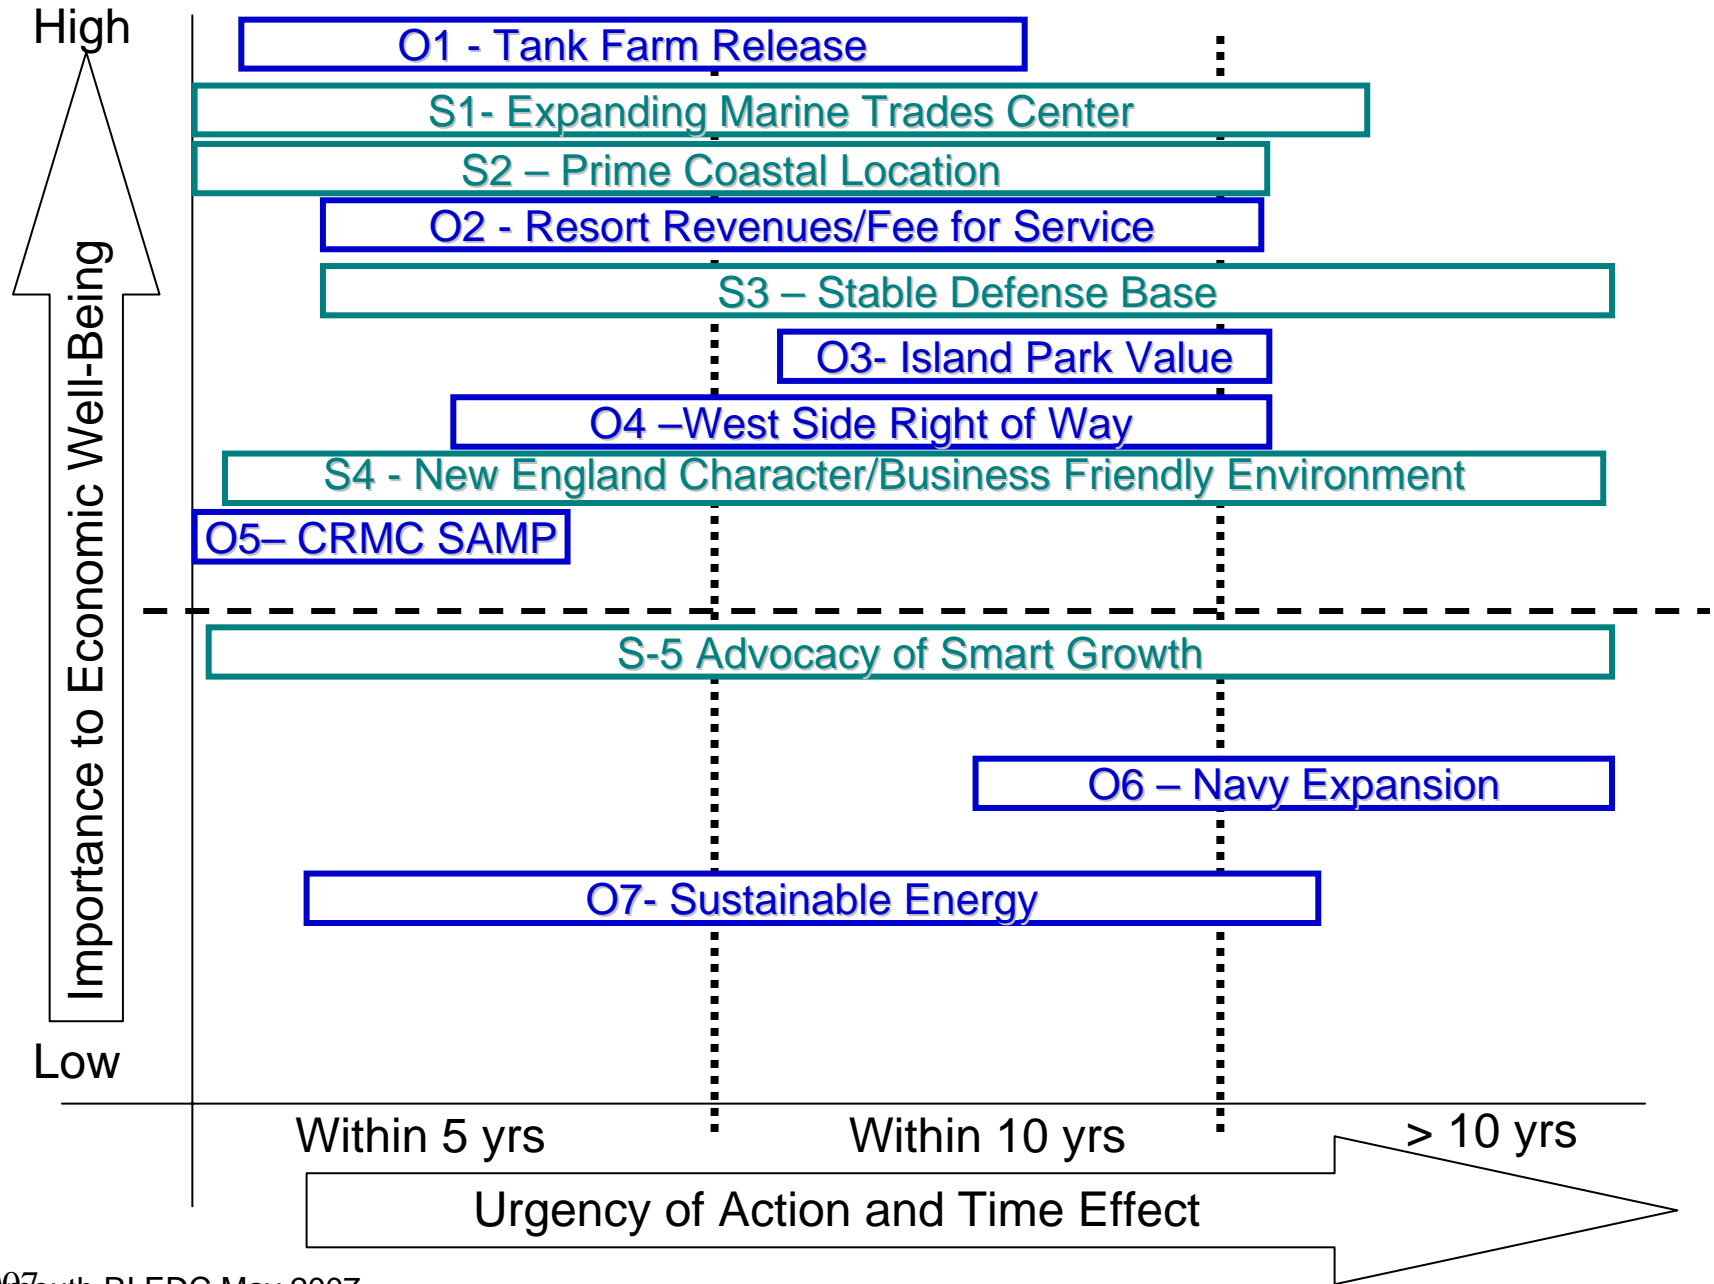 High
O1 - Tank Farm Release
S1- Expanding Marine Trades Center
S2 – Prime Coastal Location
O2 - Resort Revenues/Fee for Service
S3 – Stable Defense Base
O3- Island Park Value
O4 –West Side Right of Way
S4 - New England Character/Business Friendly Environment
O5– CRMC SAMP
Importance to Economic Well-Being
S-5 Advocacy of Smart Growth
O6 – Navy Expansion
O7- Sustainable Energy
Low
Within 5 yrs
Within 10 yrs
> 10 yrs
Urgency of Action and Time Effect
May 2007